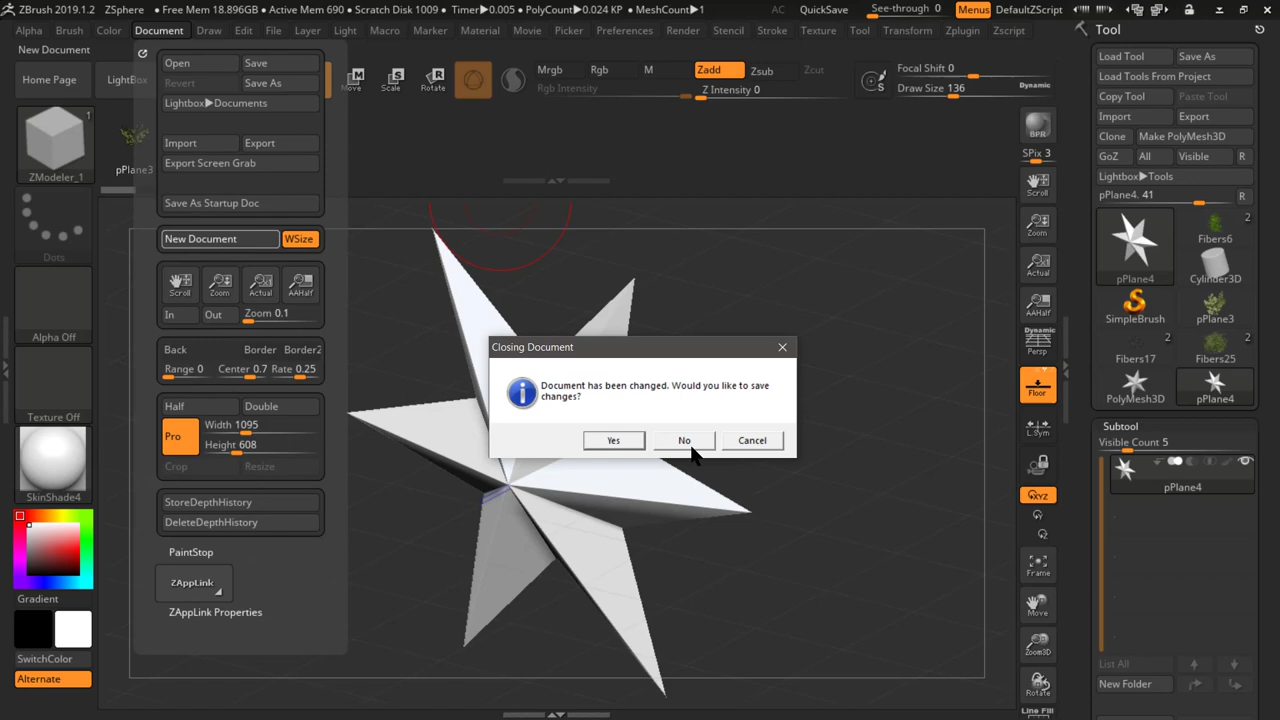 ZBrush 2019.1.2 ZSphere • Free Mem 18.896GB • Active Mem 690 • Scratch Disk 1009 • Timer▶0.005 • PolyCount▶0.024 KP • MeshCount▶1 AC QuickSave See-through 0 Menus DefaultZScript
Alpha Brush Color Document Draw Edit File Layer Light Macro Marker Material Movie Picker Preferences Render Stencil Stroke Texture Tool Transform Zplugin Zscript
New Document
Home Page
LightBox
ZModeler_1
1
pPlane3
Dots
Alpha Off
Texture Off
SkinShade4
Gradient
SwitchColor
Alternate
Open Save
Revert Save As
Lightbox▶Documents
Import Export
Export Screen Grab
Save As Startup Doc
New Document WSize
Scroll Zoom Actual AAHalf
In Out Zoom 0.1
Back Border Border2
Range 0 Center 0.7 Rate 0.25
Half Double
Pro Width 1095
Height 608
Crop Resize
StoreDepthHistory
DeleteDepthHistory
PaintStop
ZAppLink
ZAppLink Properties
M Move
S Scale
R Rotate
Mrgb Rgb M Zadd Zsub Zcut
Rgb Intensity Z Intensity 0
S
Focal Shift 0
Draw Size 136 Dynamic
Closing Document
Document has been changed. Would you like to save
changes?
Yes No Cancel
BPR
SPix 3
Scroll
Zoom
Actual
AAHalf
Dynamic
Persp
Floor
L.Sym
XYZ
Frame
Move
Zoom3D
Rotate
Line Fill
Tool
Load Tool Save As
Load Tools From Project
Copy Tool Paste Tool
Import Export
Clone Make PolyMesh3D
GoZ All Visible R
Lightbox▶Tools
pPlane4. 41 R
2
Fibers6
pPlane4 Cylinder3D
SimpleBrush pPlane3
2
Fibers17 Fibers25
PolyMesh3D pPlane4
Subtool
Visible Count 5
pPlane4
List All
New Folder